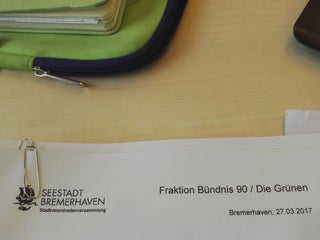 SEESTADT
BREMERHAVEN
Stadtverordnetenversammlung
Fraktion Bündnis 90 / Die Grünen
Bremerhaven, 27.03.2017